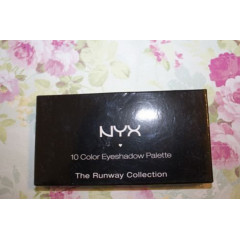 NYX
10 Color Eyeshadow Palette
The Runway Collection